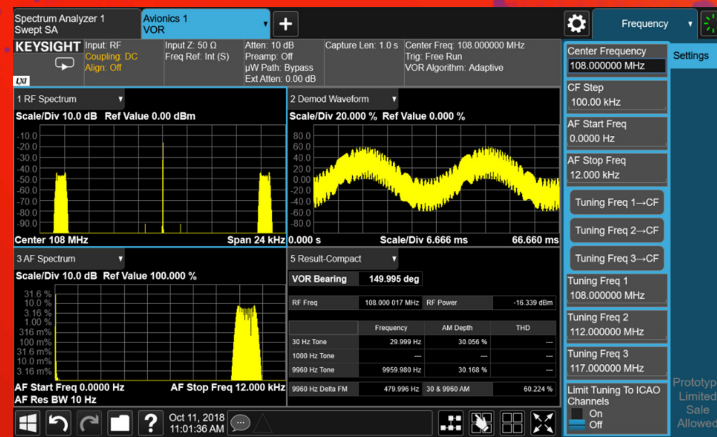 Spectrum Analyzer 1
Swept SA
Avionics 1
VOR
Frequency
KEYSIGHT
LXI
Input: RF
Coupling: DC
Align: Off
Input Z: 50 Ω
Freq Ref: Int (S)
Atten: 10 dB
Preamp: Off
µW Path: Bypass
Ext Atten: 0.00 dB
Capture Len: 1.0 s
Center Freq: 108.000000 MHz
Trig: Free Run
VOR Algorithm: Adaptive
1 RF Spectrum
Scale/Div 10.0 dB Ref Value 0.00 dBm
-10.0
-20.0
-30.0
-40.0
-50.0
-60.0
-70.0
-80.0
-90.0
Center 108 MHz
Span 24 kHz
2 Demod Waveform
Scale/Div 20.000 % Ref Value 0.000 %
80.0
60.0
40.0
20.0
0.00
-20.0
-40.0
-60.0
-80.0
0.000 s
Scale/Div 6.666 ms
66.660 ms
3 AF Spectrum
Scale/Div 10.0 dB Ref Value 100.000 %
31.6 %
10.0 %
3.16 %
1.00 %
316 m%
100 m%
31.6 m%
10.0 m%
3.16 m%
AF Start Freq 0.0000 Hz
AF Stop Freq 12.000 kHz
AF Res BW 10 Hz
5 Result-Compact
VOR Bearing 149.995 deg
RF Freq 108.000 017 MHz RF Power -16.339 dBm
Frequency AM Depth THD
30 Hz Tone 29.999 Hz 30.056 % ---
1000 Hz Tone --- --- ---
9960 Hz Tone 9959.980 Hz 30.168 % ---
9960 Hz Delta FM 479.996 Hz 30 & 9960 AM 60.224 %
Center Frequency
108.000000 MHz
Settings
CF Step
100.00 kHz
AF Start Freq
0.0000 Hz
AF Stop Freq
12.000 kHz
Tuning Freq 1→CF
Tuning Freq 2→CF
Tuning Freq 3→CF
Tuning Freq 1
108.000000 MHz
Tuning Freq 2
112.000000 MHz
Tuning Freq 3
117.000000 MHz
Limit Tuning To ICAO
Channels
On
Off
Prototype
Limited
Sale
Allowed
Oct 11, 2018
11:01:36 AM